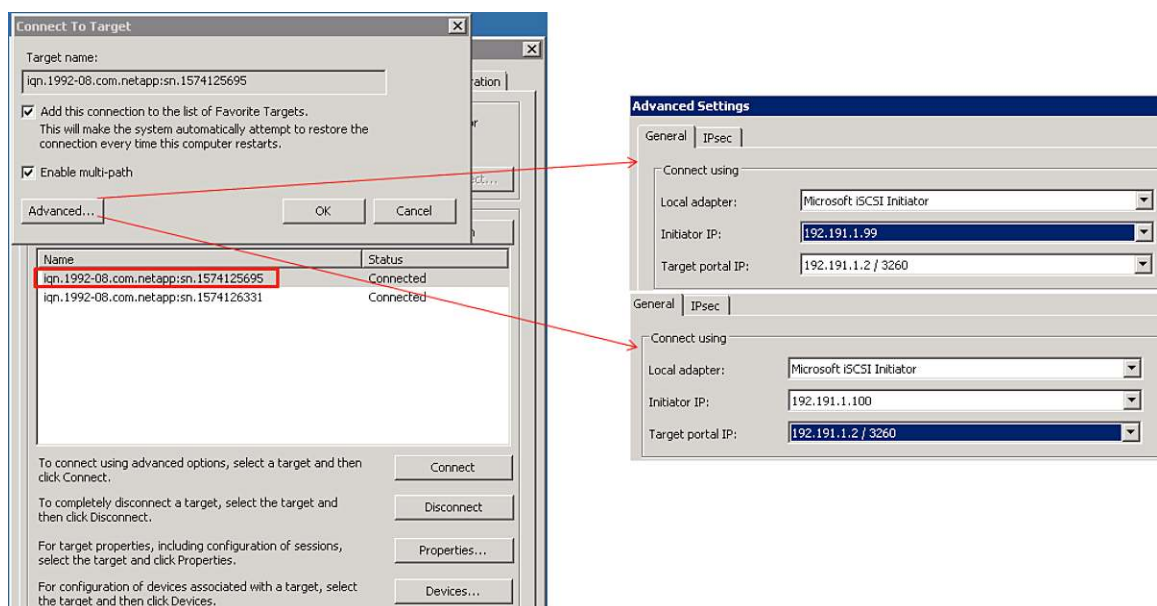 Connect To Target
Target name:
iqn.1992-08.com.netapp:sn.1574125695
Add this connection to the list of Favorite Targets.
This will make the system automatically attempt to restore the
connection every time this computer restarts.
Enable multi-path
Advanced...
OK
Cancel
Name
Status
iqn.1992-08.com.netapp:sn.1574125695
Connected
iqn.1992-08.com.netapp:sn.1574126331
Connected
To connect using advanced options, select a target and then
click Connect.
Connect
To completely disconnect a target, select the target and
then click Disconnect.
Disconnect
For target properties, including configuration of sessions,
select the target and click Properties.
Properties...
For configuration of devices associated with a target, select
the target and then click Devices.
Devices...
Advanced Settings
General
IPsec
Connect using
Local adapter:
Microsoft iSCSI Initiator
Initiator IP:
192.191.1.99
Target portal IP:
192.191.1.2 / 3260
General
IPsec
Connect using
Local adapter:
Microsoft iSCSI Initiator
Initiator IP:
192.191.1.100
Target portal IP:
192.191.1.2 / 3260